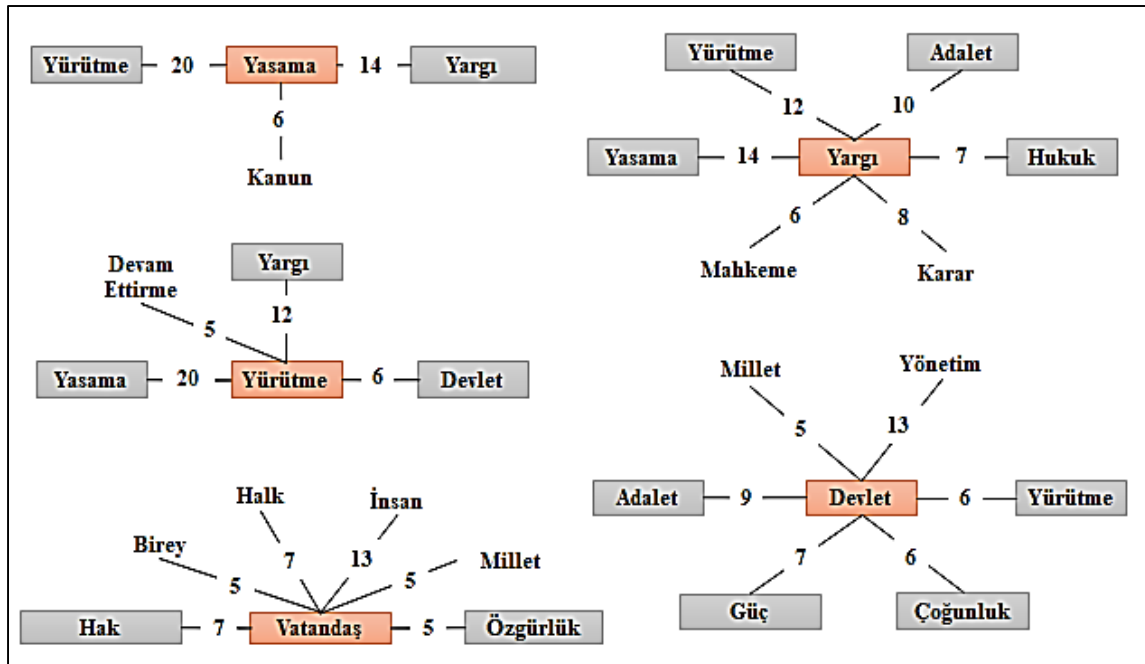 Yürütme 20 Yasama 14 Yargı
6
Kanun
Yürütme Adalet
12 10
Yasama 14 Yargı 7 Hukuk
6 8
Mahkeme Karar
Devam
Ettirme
Yargı
5 12
Yasama 20 Yürütme 6 Devlet
Millet Yönetim
5 13
Adalet 9 Devlet 6 Yürütme
7 6
Güç Çoğunluk
Halk İnsan
Birey Millet
5 7 13 5
Hak 7 Vatandaş 5 Özgürlük